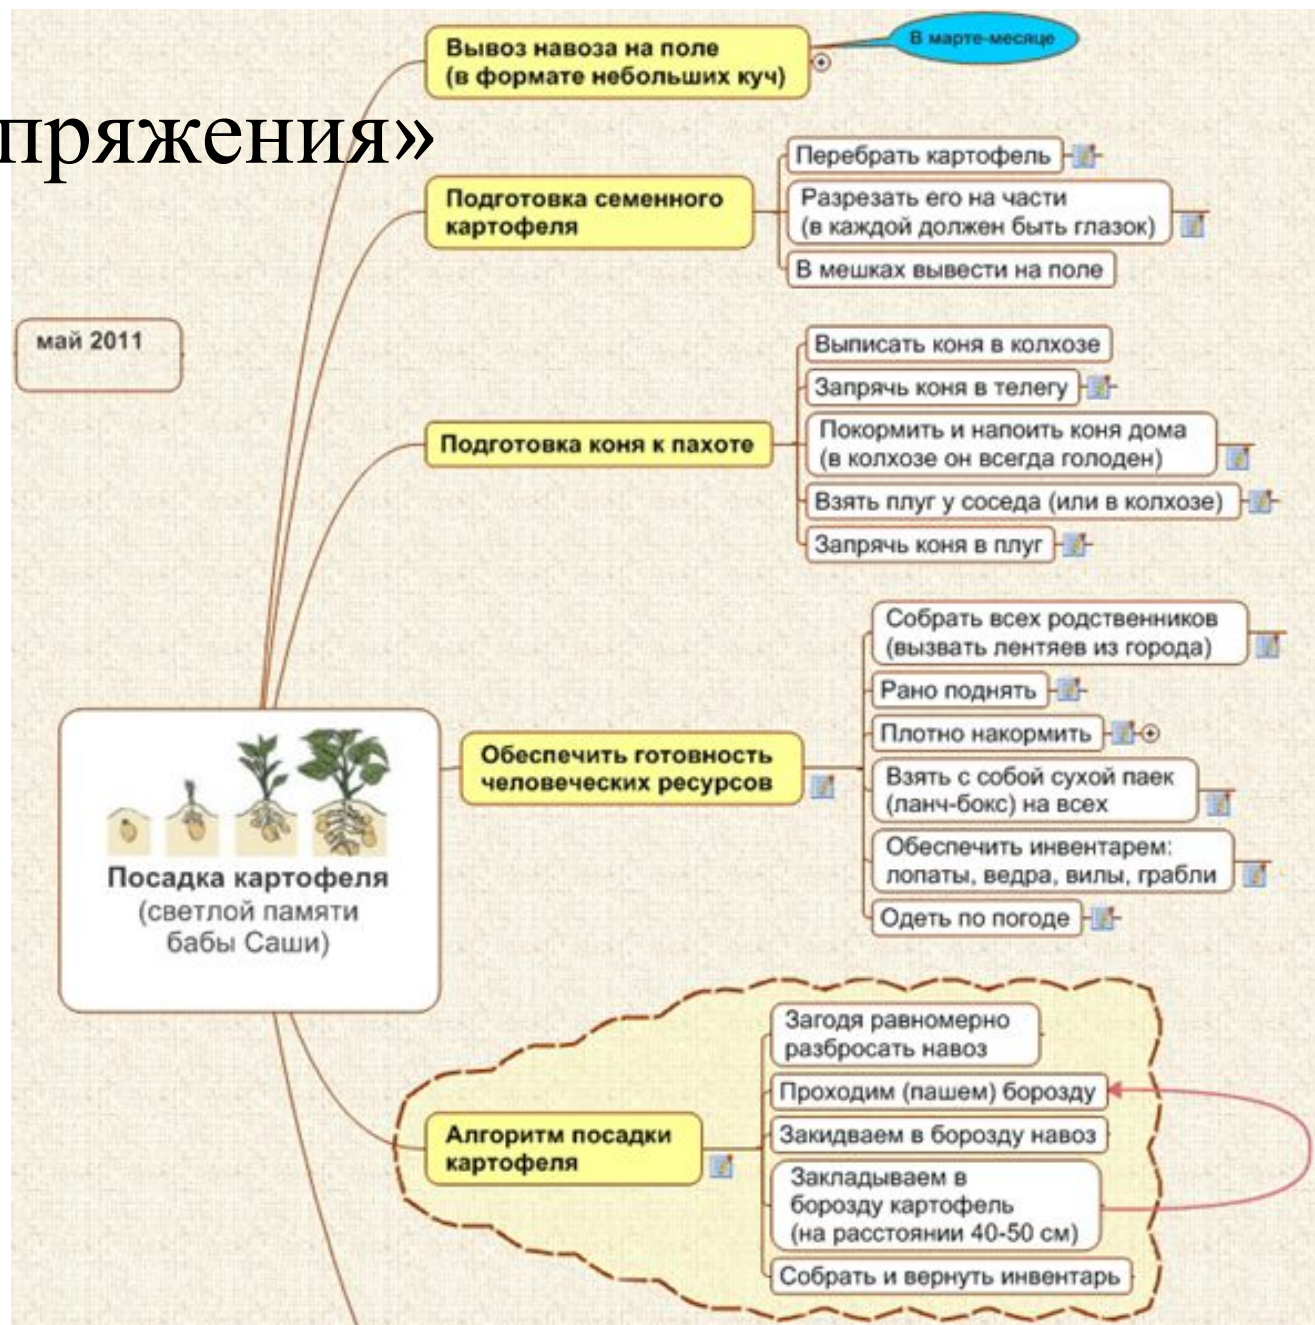 Вывоз навоза на поле
(в формате небольших куч)
В марте-месяце
пряжения»
Подготовка семенного
картофеля
Перебрать картофель
Разрезать его на части
(в каждой должен быть глазок)
В мешках вывести на поле
май 2011
Подготовка коня к пахоте
Выписать коня в колхозе
Запрячь коня в телегу
Покормить и напоить коня дома
(в колхозе он всегда голоден)
Взять плуг у соседа (или в колхозе)
Запрячь коня в плуг
Обеспечить готовность
человеческих ресурсов
Собрать всех родственников
(вызвать лентяев из города)
Рано поднять
Плотно накормить
Взять с собой сухой паек
(ланч-бокс) на всех
Обеспечить инвентарем:
лопаты, ведра, вилы, грабли
Одеть по погоде
Посадка картофеля
(светлой памяти
бабы Саши)
Алгоритм посадки
картофеля
Загодя равномерно
разбросать навоз
Проходим (пашем) борозду
Закидваем в борозду навоз
Закладываем в
борозду картофель
(на расстоянии 40-50 см)
Собрать и вернуть инвентарь